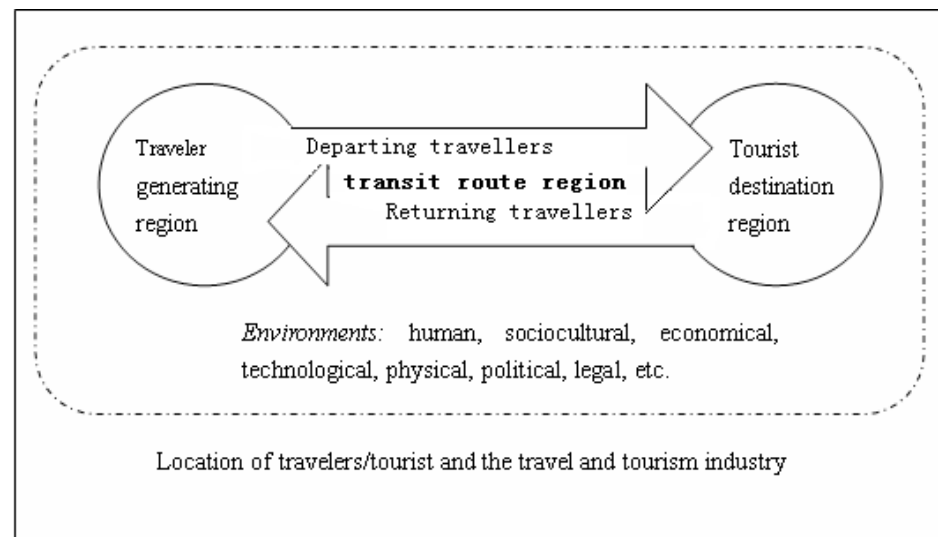 Traveler
generating
region
Departing travellers
transit route region
Returning travellers
Tourist
destination
region
Environments: human, sociocultural, economical,
technological, physical, political, legal, etc.
Location of travelers/tourist and the travel and tourism industry